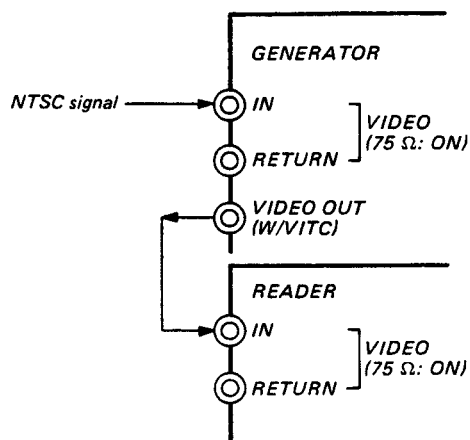 GENERATOR
NTSC signal
IN
VIDEO
(75 Ω: ON)
RETURN
VIDEO OUT
(W/VITC)
READER
IN
VIDEO
(75 Ω: ON)
RETURN